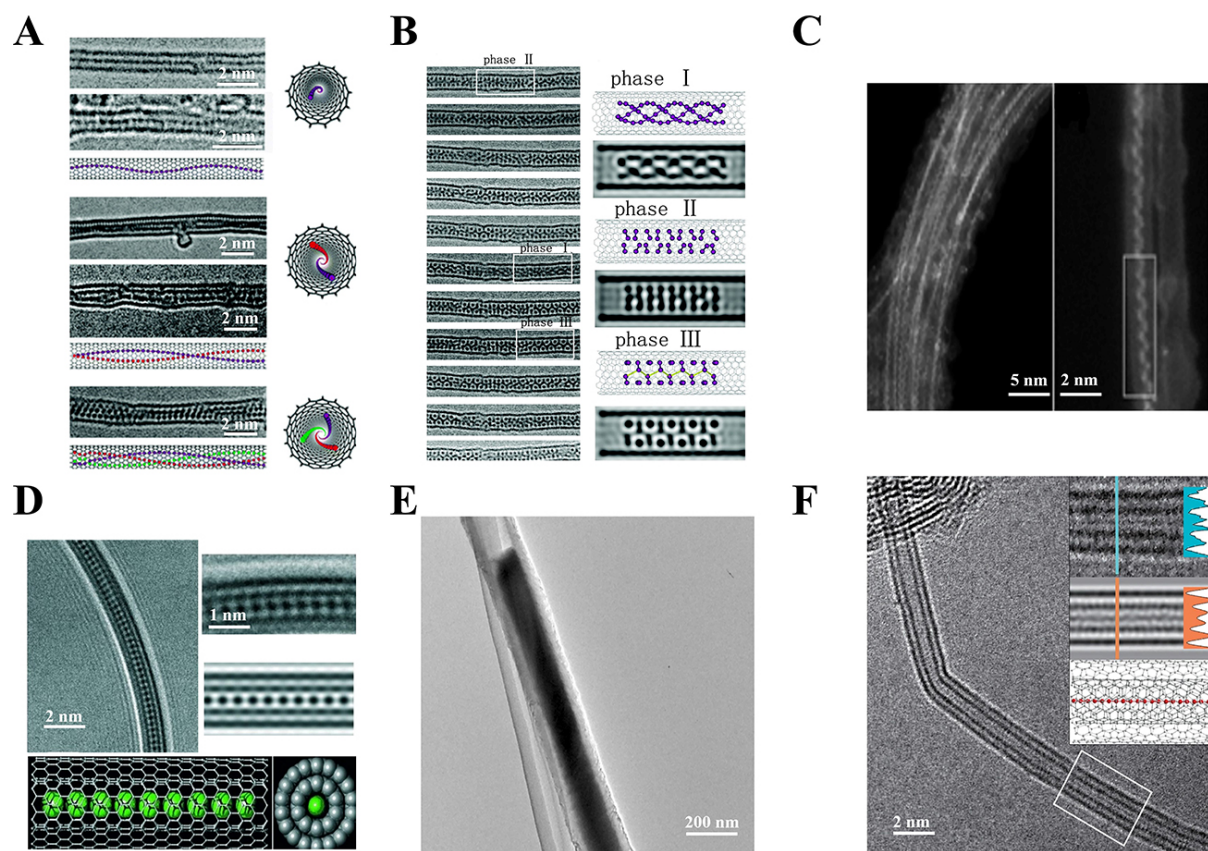 A
2 nm
2 nm
2 nm
2 nm
2 nm
B
phase II
phase I
phase III
phase I
phase II
phase III
C
5 nm
2 nm
D
2 nm
1 nm
E
200 nm
F
2 nm